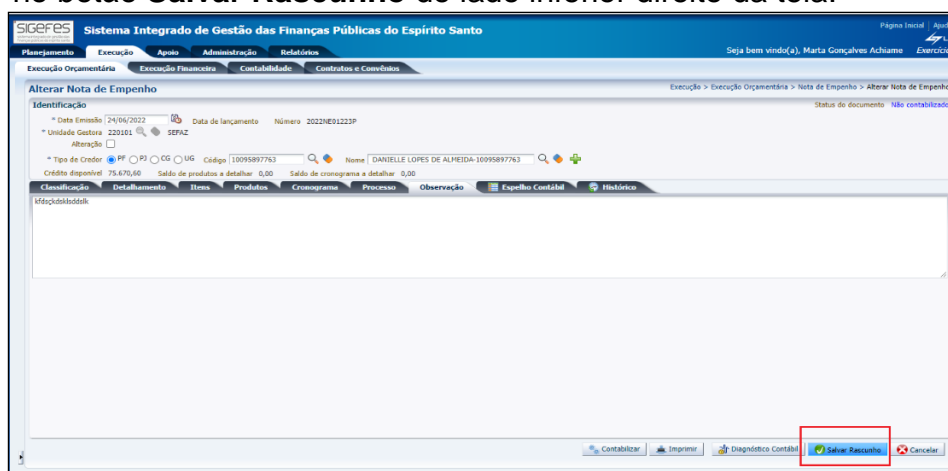 no botão Salvar Rascunho do lado inferior direito da tela.
SIGEFES Sistema Integrado de Gestão das Finanças Públicas do Espírito Santo
Página Inicial | Ajud
Planejamento Execução Apoio Administração Relatórios Seja bem vindo(a), Marta Gonçalves Achiame Exercício
Execução Orçamentária Execução Financeira Contabilidade Contratos e Convênios
Alterar Nota de Empenho Execução > Execução Orçamentária > Nota de Empenho > Alterar Nota de Empenho
Identificação Status do documento Não contabilizado
* Data Emissão 24/06/2022 Data de lançamento Número 2022NE01223P
* Unidade Gestora 220101 SEFAZ
Alteração
* Tipo de Credor PF PJ CG UG Código 10095897763 Nome DANIELLE LOPES DE ALMEIDA-10095897763
Crédito disponível 75.670,60 Saldo de produtos a detalhar 0,00 Saldo de cronograma a detalhar 0,00
Classificação Detalhamento Itens Produtos Cronograma Processo Observação Espelho Contábil Histórico
Contabilizar Imprimir Diagnóstico Contábil Salvar Rascunho Cancelar